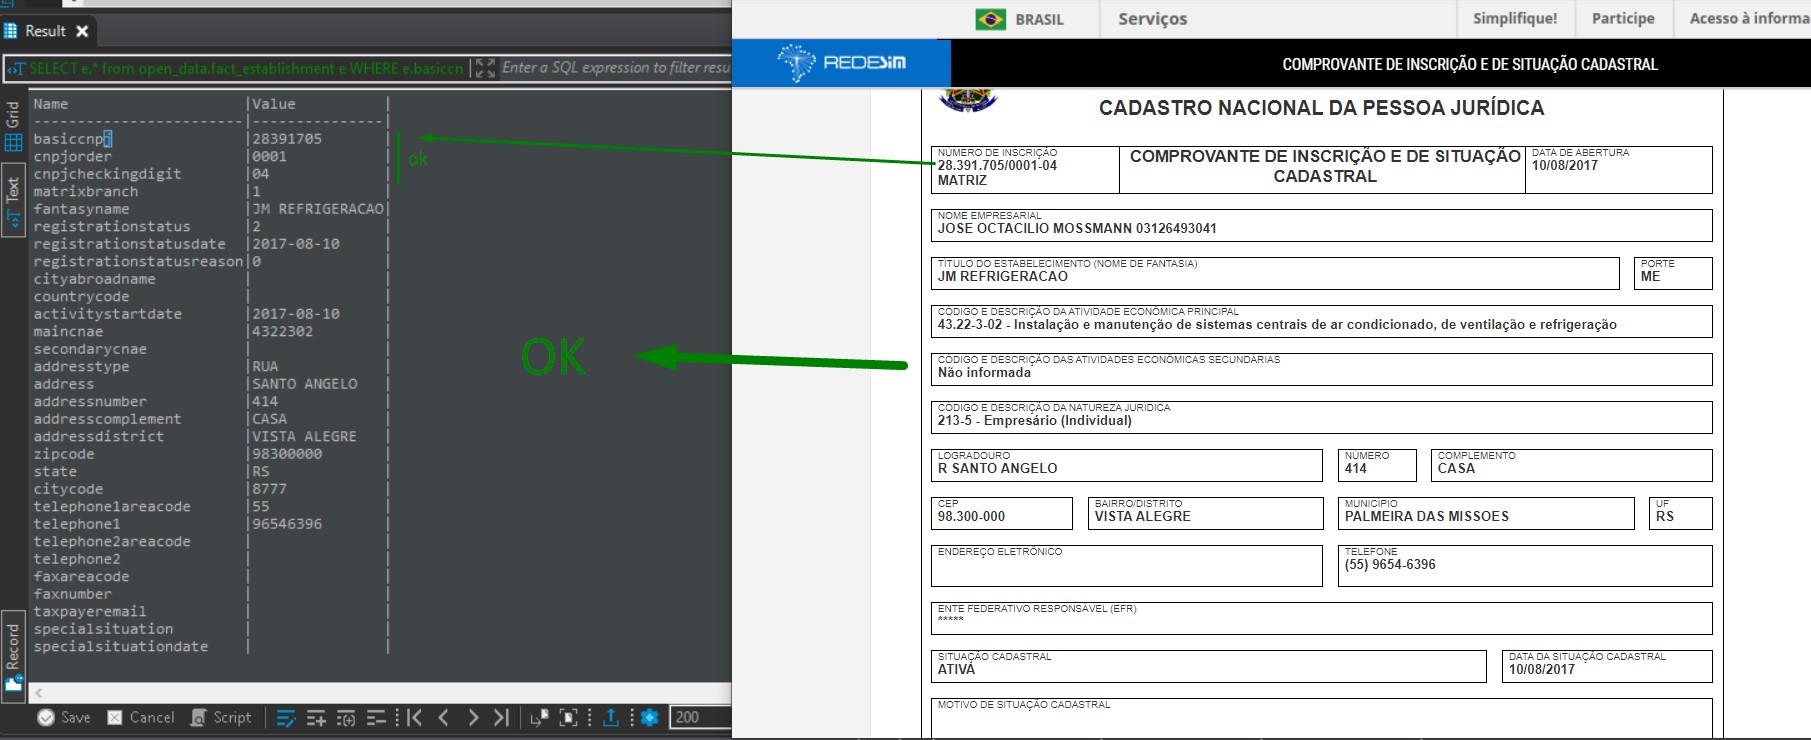 Result
SELECT e.* from open_data.fact_establishment e WHERE e.basiccn
Enter a SQL expression to filter resu
Grid
Text
Record
Name |Value |
------------------------|---------------|
basiccnpj |28391705 |
cnpjorder |0001 |
cnpjcheckingdigit |04 |
matrixbranch |1 |
fantasyname |JM REFRIGERACAO|
registrationstatus |2 |
registrationstatusdate |2017-08-10 |
registrationstatusreason|0 |
cityabroadname | |
countrycode | |
activitystartdate |2017-08-10 |
maincnae |4322302 |
secondarycnae | |
addresstype |RUA |
address |SANTO ANGELO |
addressnumber |414 |
addresscomplement |CASA |
addressdistrict |VISTA ALEGRE |
zipcode |98300000 |
state |RS |
citycode |8777 |
telephone1areacode |55 |
telephone1 |96546396 |
telephone2areacode | |
telephone2 | |
faxareacode | |
faxnumber | |
taxpayeremail | |
specialsituation | |
specialsituationdate | |
ok
OK
Save Cancel Script 200
BRASIL Serviços Simplifique! Participe Acesso à informa
REDESIM
COMPROVANTE DE INSCRIÇÃO E DE SITUAÇÃO CADASTRAL
CADASTRO NACIONAL DA PESSOA JURÍDICA
NÚMERO DE INSCRIÇÃO
28.391.705/0001-04
MATRIZ
COMPROVANTE DE INSCRIÇÃO E DE SITUAÇÃO
CADASTRAL
DATA DE ABERTURA
10/08/2017
NOME EMPRESARIAL
JOSE OCTACILIO MOSSMANN 03126493041
TÍTULO DO ESTABELECIMENTO (NOME DE FANTASIA)
JM REFRIGERACAO
PORTE
ME
CÓDIGO E DESCRIÇÃO DA ATIVIDADE ECONÔMICA PRINCIPAL
43.22-3-02 - Instalação e manutenção de sistemas centrais de ar condicionado, de ventilação e refrigeração
CÓDIGO E DESCRIÇÃO DAS ATIVIDADES ECONÔMICAS SECUNDÁRIAS
Não informada
CÓDIGO E DESCRIÇÃO DA NATUREZA JURÍDICA
213-5 - Empresário (Individual)
LOGRADOURO
R SANTO ANGELO
NÚMERO
414
COMPLEMENTO
CASA
CEP
98.300-000
BAIRRO/DISTRITO
VISTA ALEGRE
MUNICÍPIO
PALMEIRA DAS MISSOES
UF
RS
ENDEREÇO ELETRÔNICO
TELEFONE
(55) 9654-6396
ENTE FEDERATIVO RESPONSÁVEL (EFR)
*****
SITUAÇÃO CADASTRAL
ATIVA
DATA DA SITUAÇÃO CADASTRAL
10/08/2017
MOTIVO DE SITUAÇÃO CADASTRAL